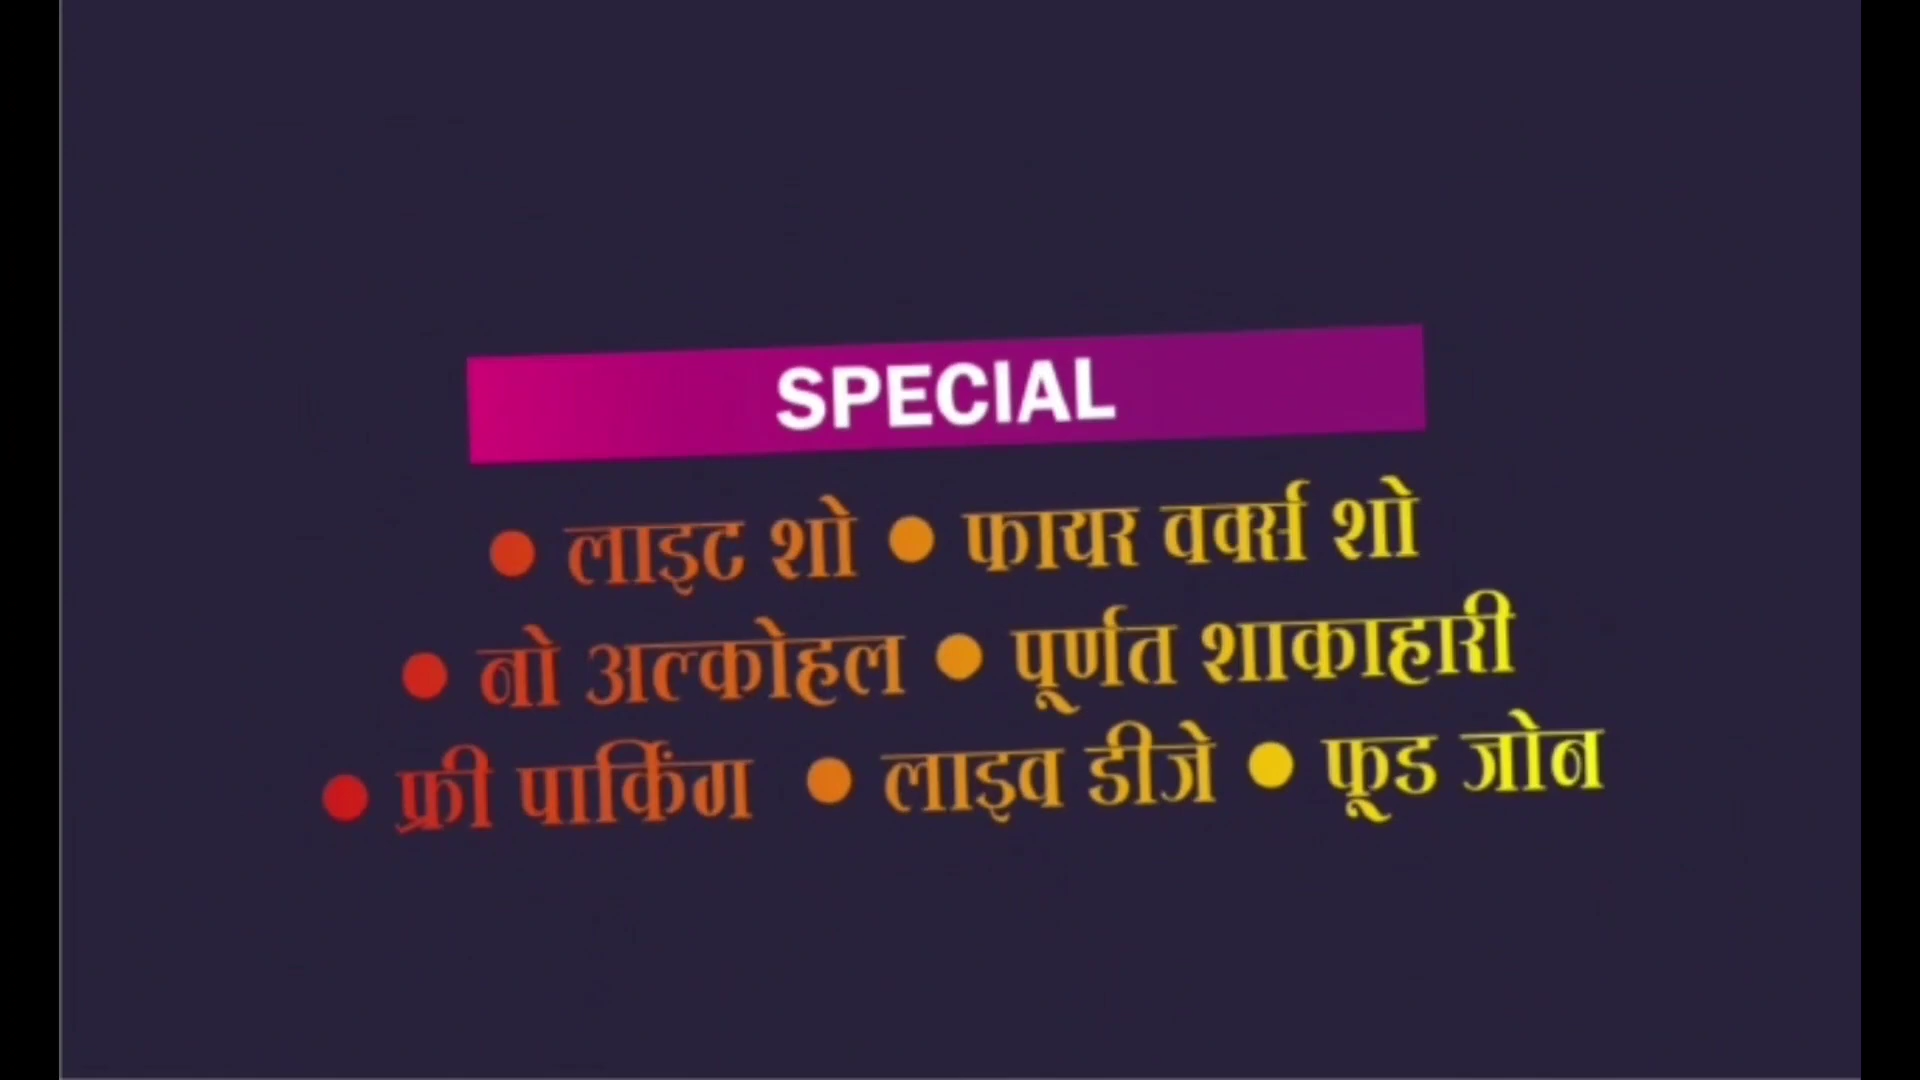 SPECIAL
• लाइट शो • फायर वर्क्स शो
• नो अल्कोहल • पूर्णत शाकाहारी
• फ्री पार्किंग • लाइव डीजे • फूड जोन